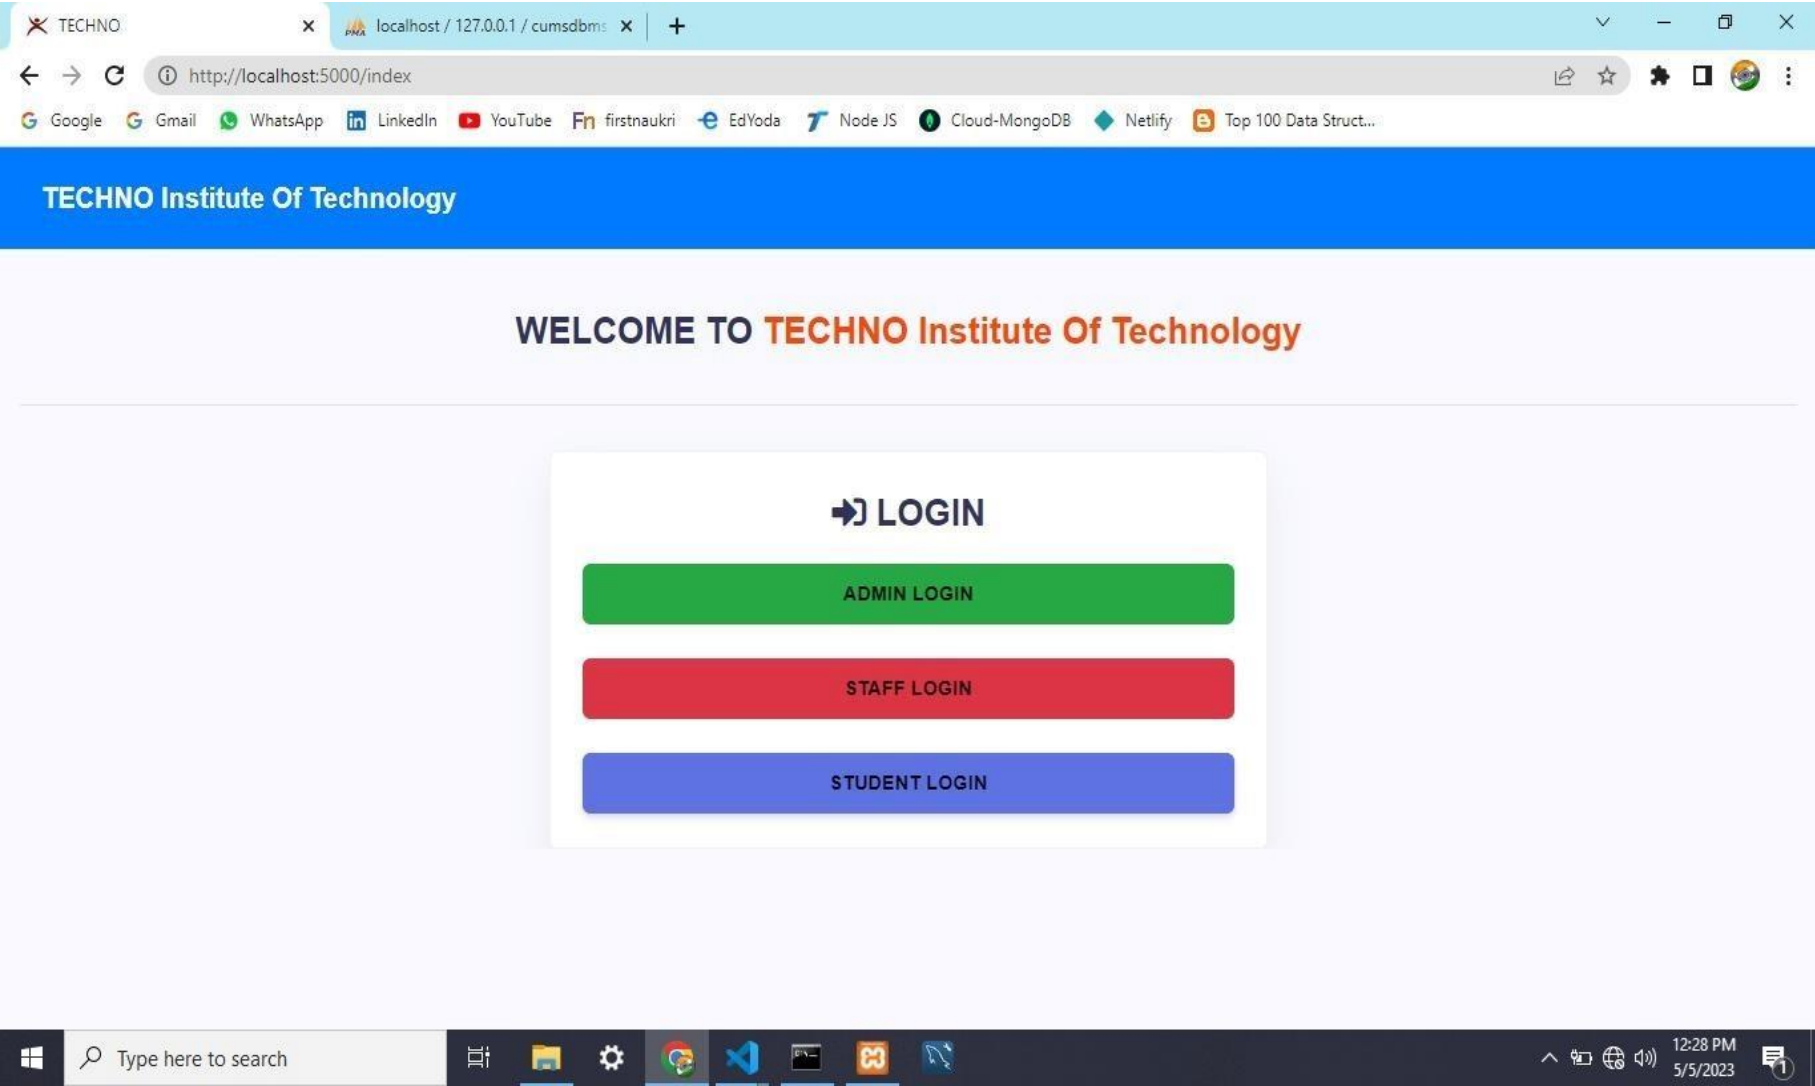 TECHNO
localhost / 127.0.0.1 / cumsdbms
http://localhost:5000/index
Google Gmail WhatsApp LinkedIn YouTube Fn firstnaukri EdYoda Node JS Cloud-MongoDB Netlify Top 100 Data Struct...
TECHNO Institute Of Technology
WELCOME TO TECHNO Institute Of Technology
LOGIN
ADMIN LOGIN
STAFF LOGIN
STUDENT LOGIN
Type here to search
12:28 PM
5/5/2023
1